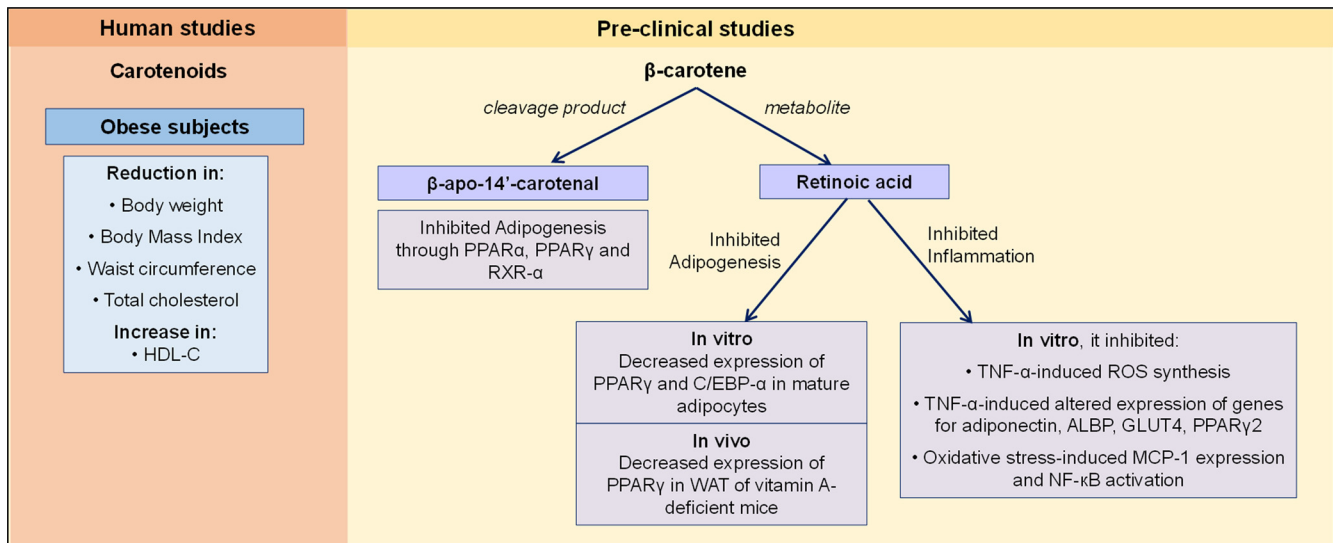 Human studies
Carotenoids
Obese subjects
Reduction in:
• Body weight
• Body Mass Index
• Waist circumference
• Total cholesterol
Increase in:
• HDL-C
Pre-clinical studies
β-carotene
cleavage product
metabolite
β-apo-14’-carotenal
Inhibited Adipogenesis
through PPARα, PPARγ and
RXR-α
Retinoic acid
Inhibited
Adipogenesis
Inhibited
Inflammation
In vitro
Decreased expression of
PPARγ and C/EBP-α in mature
adipocytes
In vivo
Decreased expression of
PPARγ in WAT of vitamin A-
deficient mice
In vitro, it inhibited:
• TNF-α-induced ROS synthesis
• TNF-α-induced altered expression of genes
for adiponectin, ALBP, GLUT4, PPARγ2
• Oxidative stress-induced MCP-1 expression
and NF-κB activation